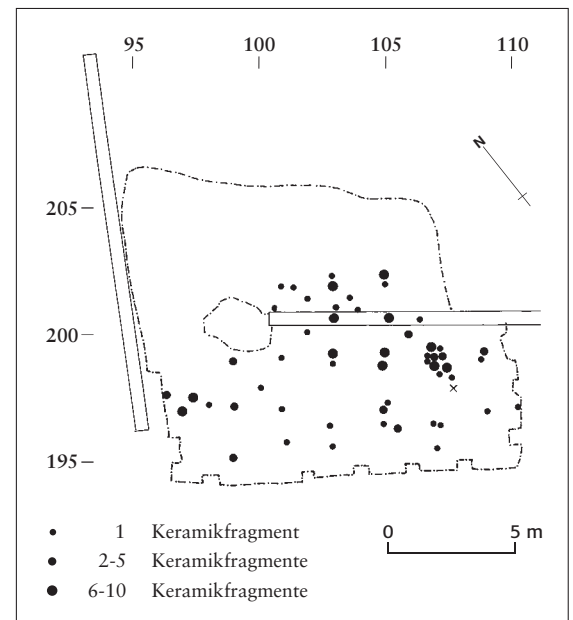 95 100 105 110
N
205
200
195
1 Keramikfragment
2-5 Keramikfragmente
6-10 Keramikfragmente
0 5 m